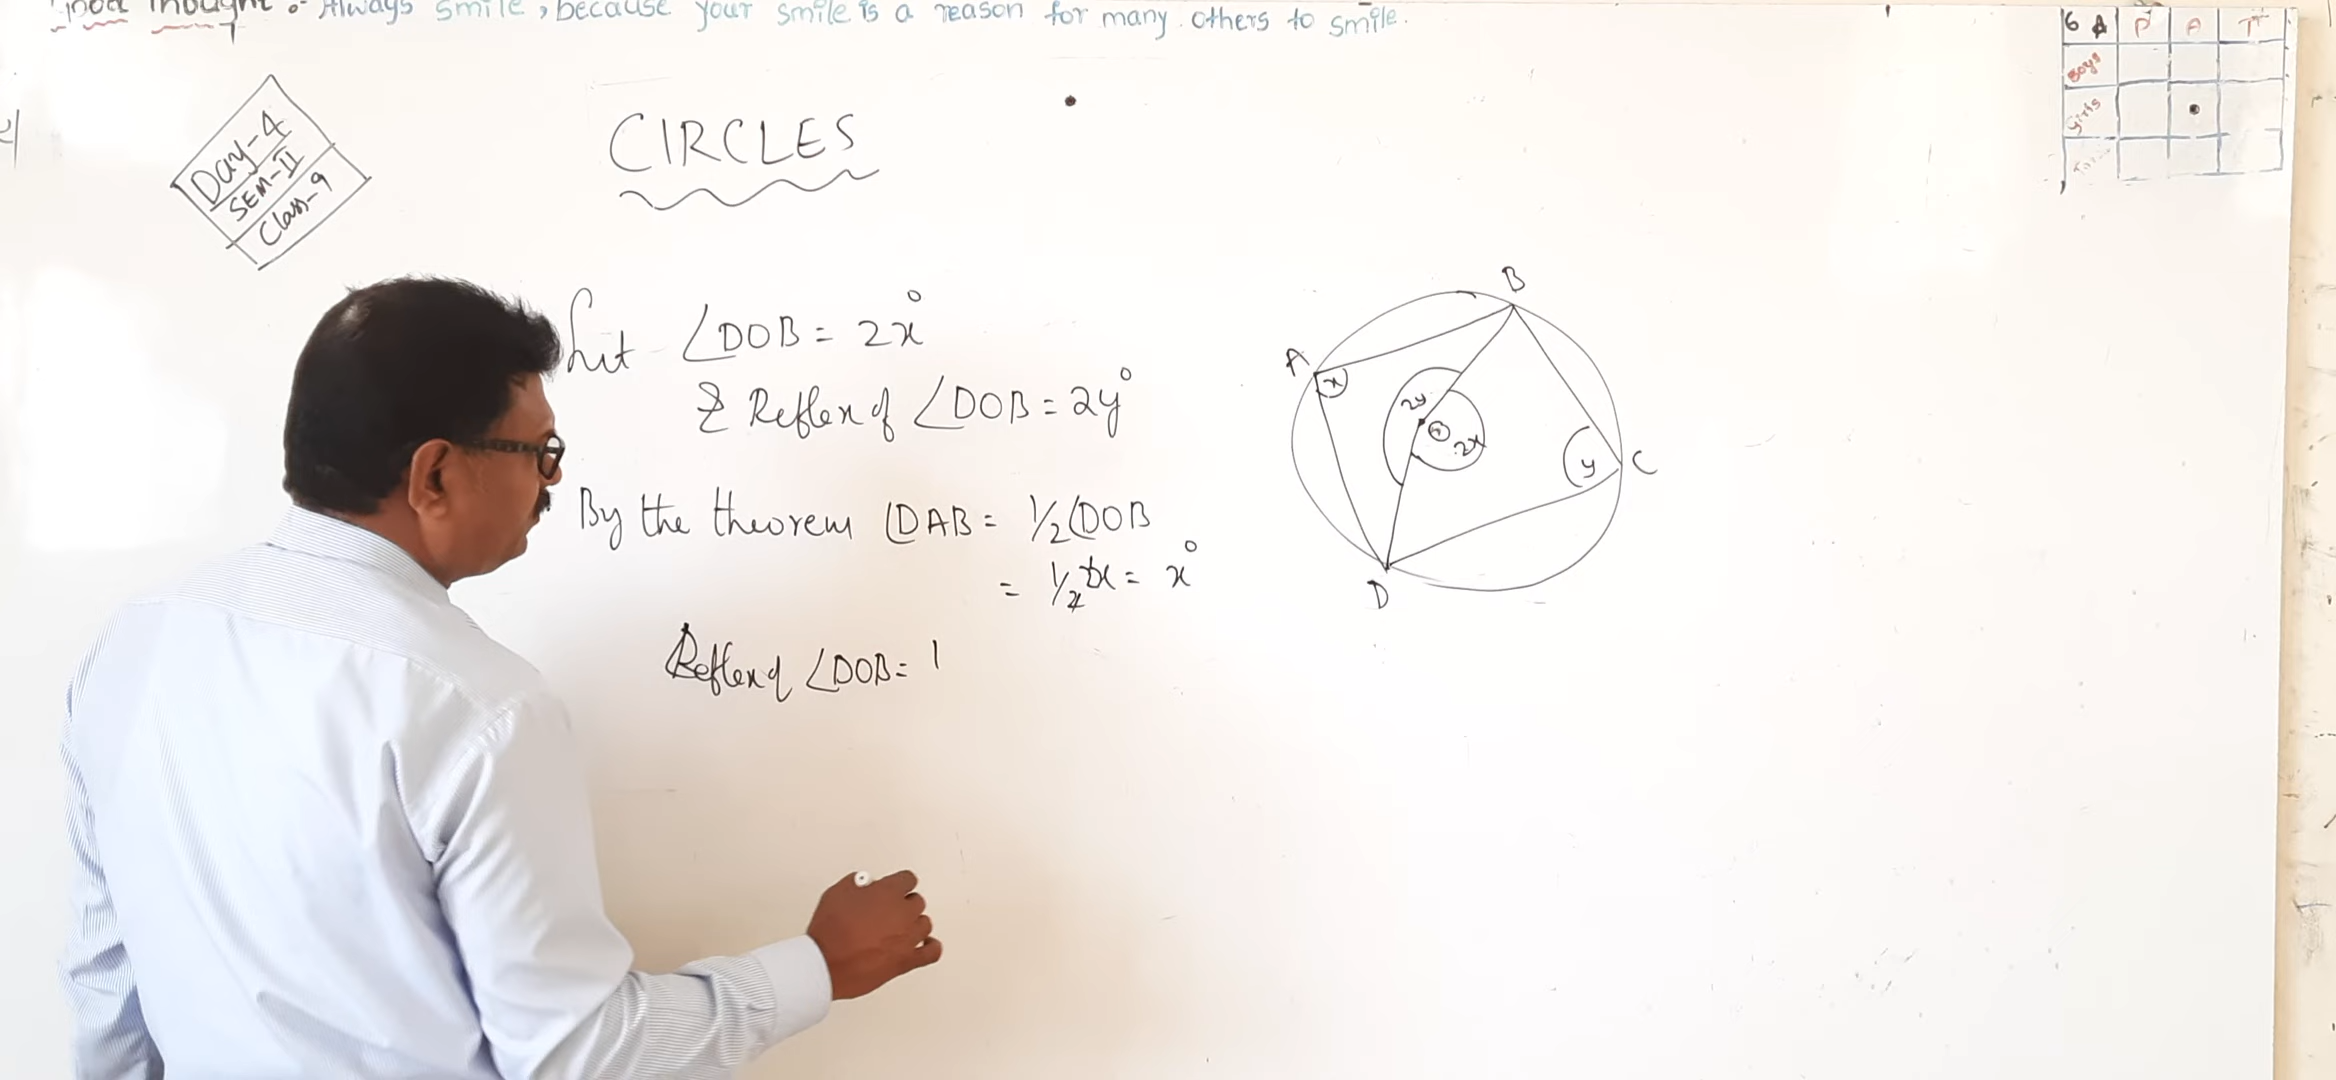 Good Thought :- Always smile, because your smile is a reason for many others to smile.
6 A P A T
Boys
Girls
Day-4
SEM-II
Class-9
CIRCLES
Let ∠DOB = 2x°
& Reflex of ∠DOB = 2y°
By the theorem ∠DAB = 1/2 ∠DOB
= 1/2 2x = x°
Reflex of ∠DOB = 1
B
A
x
2y
O
2x
y
C
D